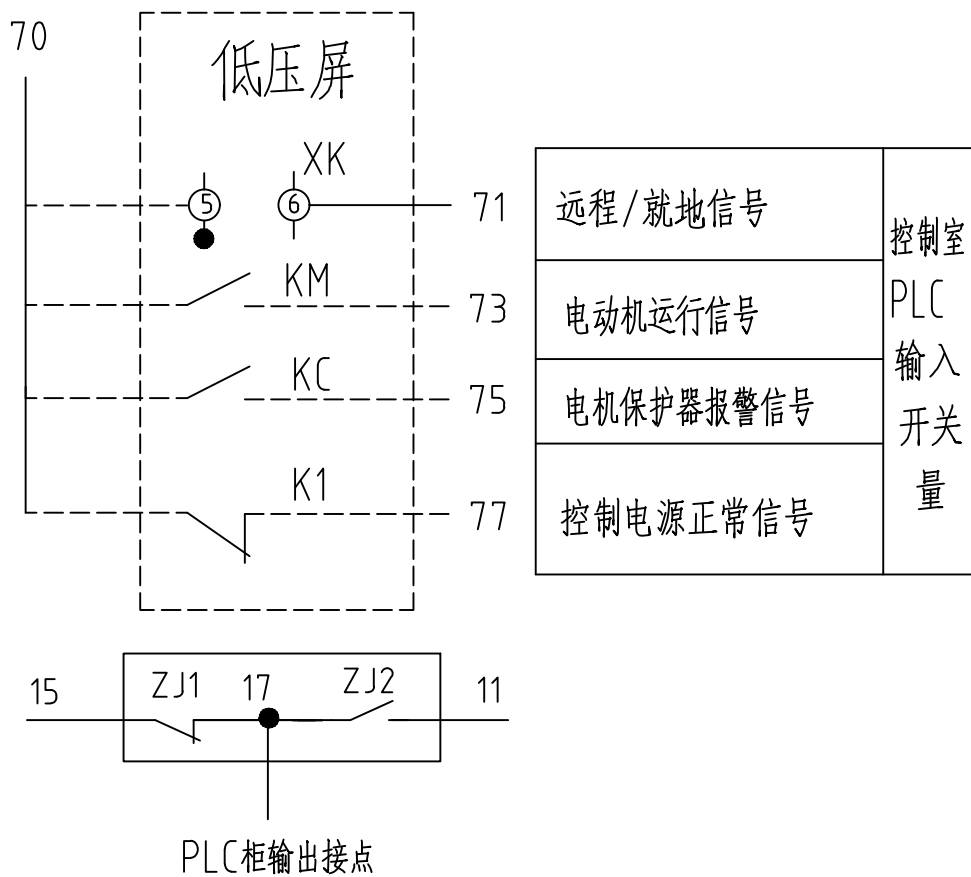 70
低压屏
XK
5
6
71
远程/就地信号
KM
73
电动机运行信号
KC
75
电机保护器报警信号
K1
77
控制电源正常信号
控制室
PLC
输入
开关
量
15
ZJ1
17
ZJ2
11
PLC柜输出接点